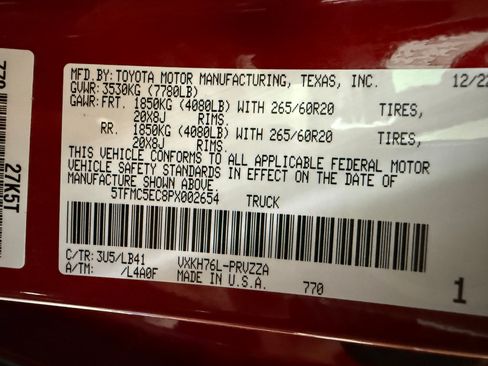 MFD.BY:TOYOTA MOTOR MANUFACTURING, TEXAS, INC. 12/22
GVWR: 3530KG (7780LB)
GAWR: FRT. 1850KG (4080LB) WITH 265/60R20 TIRES,
20X8J RIMS.
RR. 1850KG (4080LB) WITH 265/60R20 TIRES,
20X8J RIMS.
THIS VEHICLE CONFORMS TO ALL APPLICABLE FEDERAL MOTOR
VEHICLE SAFETY STANDARDS IN EFFECT ON THE DATE OF
MANUFACTURE SHOWN ABOVE.
5TFMC5EC8PX002654 TRUCK
C/TR: 3U5/LB41 VXKH76L-PRVZZA
A/TM: /L4A0F MADE IN U.S.A. 770 1
27K5T